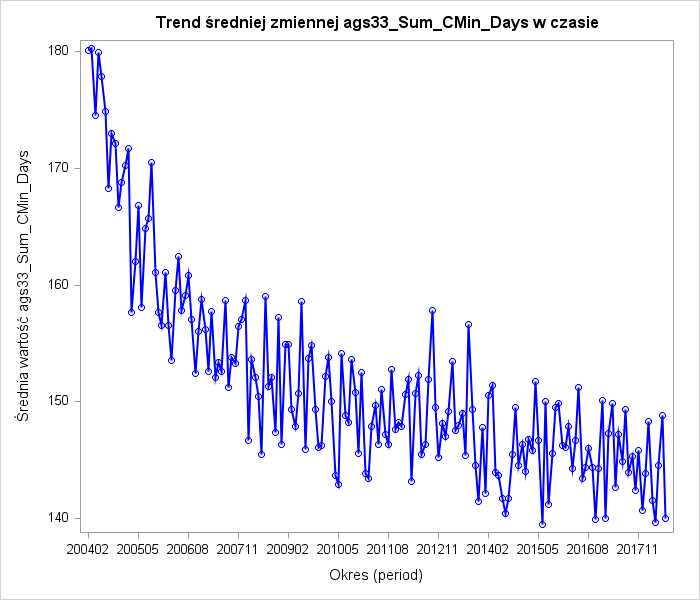 Trend średniej zmiennej ags33_Sum_CMin_Days w czasie
Średnia wartość ags33_Sum_CMin_Days
180
170
160
150
140
200402 200505 200608 200711 200902 201005 201108 201211 201402 201505 201608 201711
Okres (period)